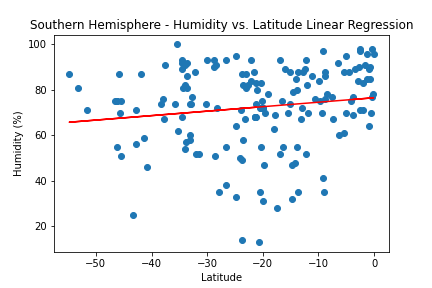 Southern Hemisphere - Humidity vs. Latitude Linear Regression
100
80
60
40
20
Humidity (%)
−50 −40 −30 −20 −10 0
Latitude